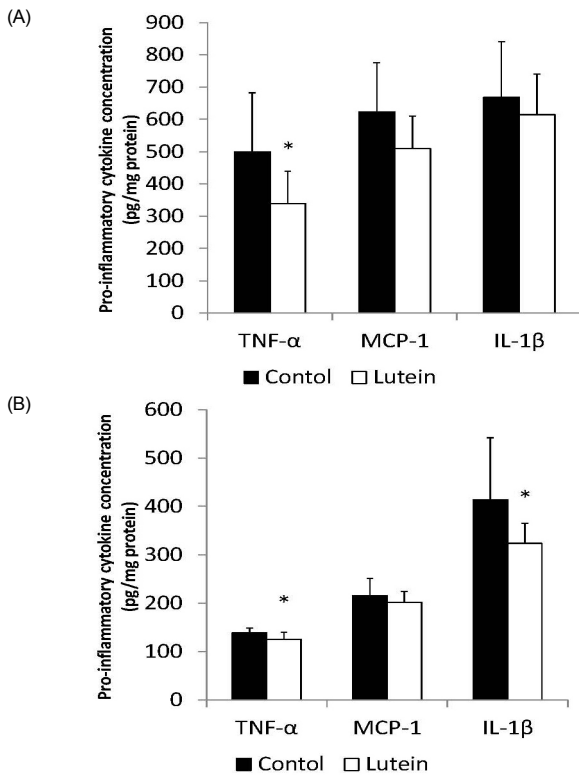 (A)
Pro-inflammatory cytokine concentration
(pg/mg protein)
900
800
700
600
500
400
300
200
100
0
*
TNF-α MCP-1 IL-1β
Contol Lutein
(B)
Pro-inflammatory cytokine concentration
(pg/mg protein)
600
500
400
300
200
100
0
*
*
TNF-α MCP-1 IL-1β
Contol Lutein